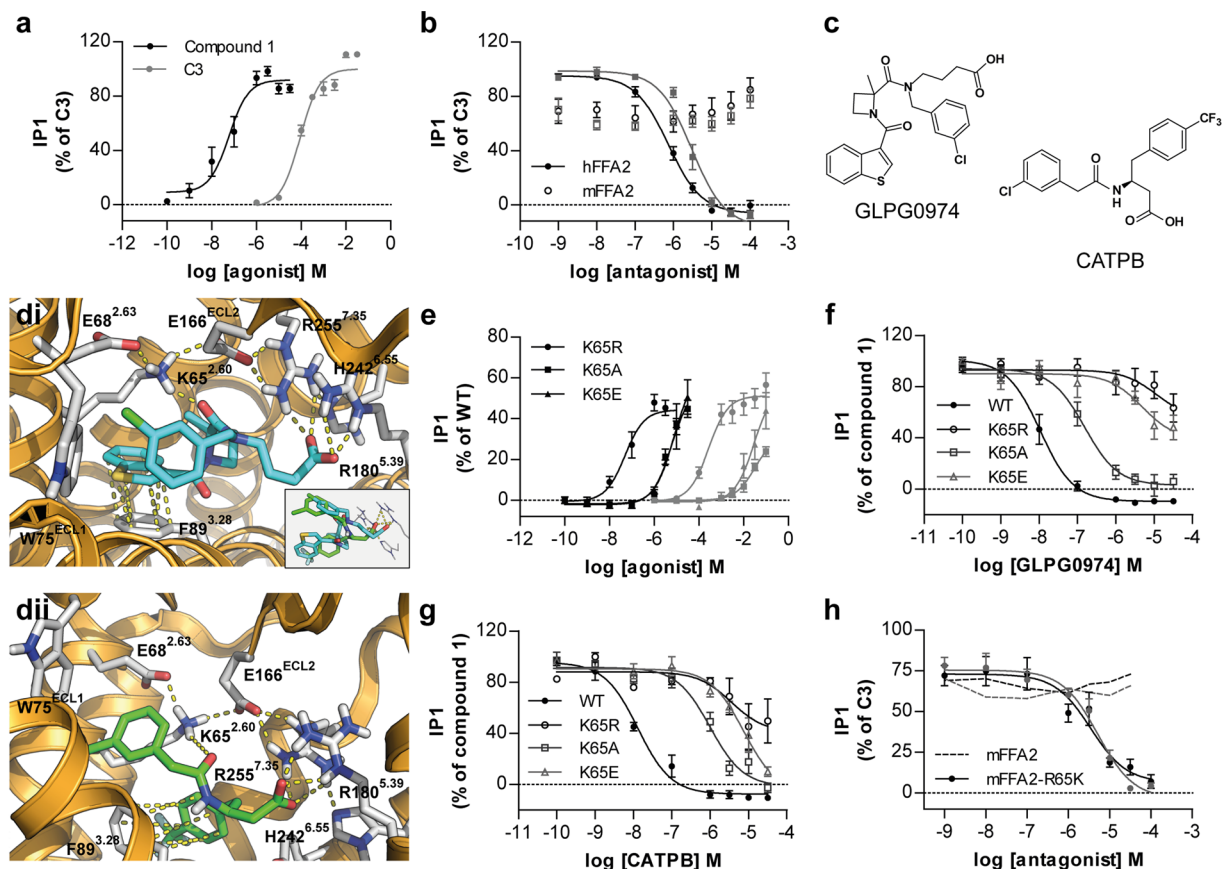 a
120
80
40
0
IP1
(% of C3)
Compound 1
C3
-12 -10 -8 -6 -4 -2 0
log [agonist] M
b
120
80
40
0
IP1
(% of C3)
hFFA2
mFFA2
-10 -9 -8 -7 -6 -5 -4 -3
log [antagonist] M
c
O
OH
O
N
N
O
Cl
S
GLPG0974
CF3
Cl
O
N
H
O
OH
CATPB
di
E68 2.63
E166 ECL2
R255 7.35
H242 6.55
K65 2.60
R180 5.39
W75 ECL1
F89 3.28
e
80
60
40
20
0
IP1
(% of WT)
K65R
K65A
K65E
-11 -10 -9 -8 -7 -6 -5 -4 -3 -2 -1 0
log [agonist] M
f
120
80
40
0
IP1
(% of compound 1)
WT
K65R
K65A
K65E
-11 -10 -9 -8 -7 -6 -5 -4
log [GLPG0974] M
dii
E68 2.63
E166 ECL2
W75 ECL1
K65 2.60
R255 7.35
R180 5.39
H242 6.55
F89 3.28
g
120
80
40
0
IP1
(% of compound 1)
WT
K65R
K65A
K65E
-11 -10 -9 -8 -7 -6 -5 -4
log [CATPB] M
h
100
75
50
25
0
IP1
(% of C3)
mFFA2
mFFA2-R65K
-9 -8 -7 -6 -5 -4 -3
log [antagonist] M